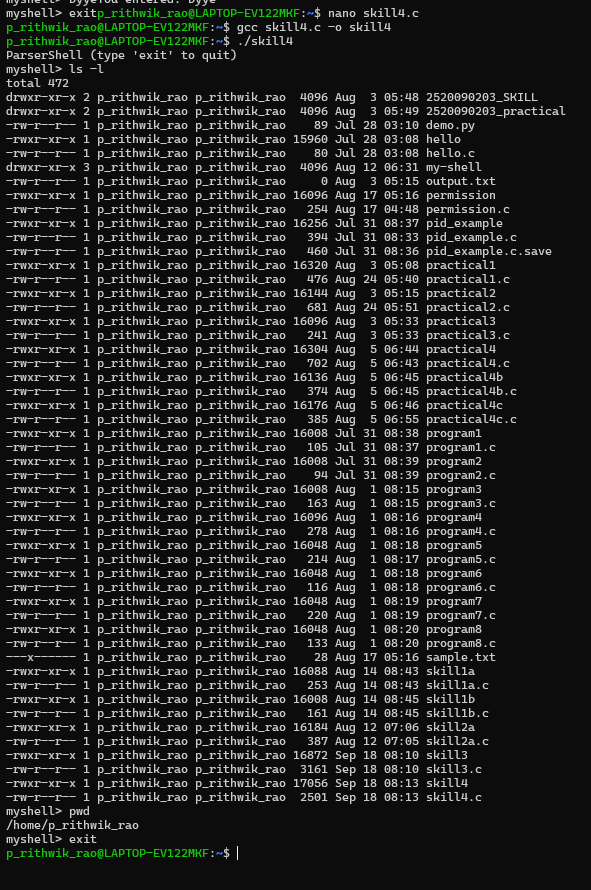 myshell> exitp_rithwik_rao@LAPTOP-EV122MKF:~$ nano skill4.c
p_rithwik_rao@LAPTOP-EV122MKF:~$ gcc skill4.c -o skill4
p_rithwik_rao@LAPTOP-EV122MKF:~$ ./skill4
ParserShell (type 'exit' to quit)
myshell> ls -l
total 472
drwxr-xr-x 2 p_rithwik_rao p_rithwik_rao  4096 Aug  3 05:48 2520090203_SKILL
drwxr-xr-x 2 p_rithwik_rao p_rithwik_rao  4096 Aug  3 05:49 2520090203_practical
-rw-r--r-- 1 p_rithwik_rao p_rithwik_rao    89 Jul 28 03:10 demo.py
-rwxr-xr-x 1 p_rithwik_rao p_rithwik_rao 15960 Jul 28 03:08 hello
-rw-r--r-- 1 p_rithwik_rao p_rithwik_rao    80 Jul 28 03:08 hello.c
drwxr-xr-x 3 p_rithwik_rao p_rithwik_rao  4096 Aug 12 06:31 my-shell
-rw-r--r-- 1 p_rithwik_rao p_rithwik_rao     0 Aug  3 05:15 output.txt
-rwxr-xr-x 1 p_rithwik_rao p_rithwik_rao 16096 Aug 17 05:16 permission
-rw-r--r-- 1 p_rithwik_rao p_rithwik_rao   254 Aug 17 04:48 permission.c
-rwxr-xr-x 1 p_rithwik_rao p_rithwik_rao 16256 Jul 31 08:37 pid_example
-rw-r--r-- 1 p_rithwik_rao p_rithwik_rao   394 Jul 31 08:33 pid_example.c
-rw-r--r-- 1 p_rithwik_rao p_rithwik_rao   460 Jul 31 08:36 pid_example.c.save
-rwxr-xr-x 1 p_rithwik_rao p_rithwik_rao 16320 Aug  3 05:08 practical1
-rw-r--r-- 1 p_rithwik_rao p_rithwik_rao   476 Aug 24 05:40 practical1.c
-rwxr-xr-x 1 p_rithwik_rao p_rithwik_rao 16144 Aug  3 05:15 practical2
-rw-r--r-- 1 p_rithwik_rao p_rithwik_rao   681 Aug 24 05:51 practical2.c
-rwxr-xr-x 1 p_rithwik_rao p_rithwik_rao 16096 Aug  3 05:33 practical3
-rw-r--r-- 1 p_rithwik_rao p_rithwik_rao   241 Aug  3 05:33 practical3.c
-rwxr-xr-x 1 p_rithwik_rao p_rithwik_rao 16304 Aug  5 06:44 practical4
-rw-r--r-- 1 p_rithwik_rao p_rithwik_rao   702 Aug  5 06:43 practical4.c
-rwxr-xr-x 1 p_rithwik_rao p_rithwik_rao 16136 Aug  5 06:45 practical4b
-rw-r--r-- 1 p_rithwik_rao p_rithwik_rao   374 Aug  5 06:45 practical4b.c
-rwxr-xr-x 1 p_rithwik_rao p_rithwik_rao 16176 Aug  5 06:46 practical4c
-rw-r--r-- 1 p_rithwik_rao p_rithwik_rao   385 Aug  5 06:55 practical4c.c
-rwxr-xr-x 1 p_rithwik_rao p_rithwik_rao 16008 Jul 31 08:38 program1
-rw-r--r-- 1 p_rithwik_rao p_rithwik_rao   105 Jul 31 08:37 program1.c
-rwxr-xr-x 1 p_rithwik_rao p_rithwik_rao 16008 Jul 31 08:39 program2
-rw-r--r-- 1 p_rithwik_rao p_rithwik_rao    94 Jul 31 08:39 program2.c
-rwxr-xr-x 1 p_rithwik_rao p_rithwik_rao 16008 Aug  1 08:15 program3
-rw-r--r-- 1 p_rithwik_rao p_rithwik_rao   163 Aug  1 08:15 program3.c
-rwxr-xr-x 1 p_rithwik_rao p_rithwik_rao 16096 Aug  1 08:16 program4
-rw-r--r-- 1 p_rithwik_rao p_rithwik_rao   278 Aug  1 08:16 program4.c
-rwxr-xr-x 1 p_rithwik_rao p_rithwik_rao 16048 Aug  1 08:18 program5
-rw-r--r-- 1 p_rithwik_rao p_rithwik_rao   214 Aug  1 08:17 program5.c
-rwxr-xr-x 1 p_rithwik_rao p_rithwik_rao 16048 Aug  1 08:18 program6
-rw-r--r-- 1 p_rithwik_rao p_rithwik_rao   116 Aug  1 08:18 program6.c
-rwxr-xr-x 1 p_rithwik_rao p_rithwik_rao 16048 Aug  1 08:19 program7
-rw-r--r-- 1 p_rithwik_rao p_rithwik_rao   220 Aug  1 08:19 program7.c
-rwxr-xr-x 1 p_rithwik_rao p_rithwik_rao 16048 Aug  1 08:20 program8
-rw-r--r-- 1 p_rithwik_rao p_rithwik_rao   133 Aug  1 08:20 program8.c
---x------ 1 p_rithwik_rao p_rithwik_rao    28 Aug 17 05:16 sample.txt
-rwxr-xr-x 1 p_rithwik_rao p_rithwik_rao 16088 Aug 14 08:43 skill1a
-rw-r--r-- 1 p_rithwik_rao p_rithwik_rao   253 Aug 14 08:43 skill1a.c
-rwxr-xr-x 1 p_rithwik_rao p_rithwik_rao 16008 Aug 14 08:45 skill1b
-rw-r--r-- 1 p_rithwik_rao p_rithwik_rao   161 Aug 14 08:45 skill1b.c
-rwxr-xr-x 1 p_rithwik_rao p_rithwik_rao 16184 Aug 12 07:06 skill2a
-rw-r--r-- 1 p_rithwik_rao p_rithwik_rao   387 Aug 12 07:05 skill2a.c
-rwxr-xr-x 1 p_rithwik_rao p_rithwik_rao 16872 Sep 18 08:10 skill3
-rw-r--r-- 1 p_rithwik_rao p_rithwik_rao  3161 Sep 18 08:10 skill3.c
-rwxr-xr-x 1 p_rithwik_rao p_rithwik_rao 17056 Sep 18 08:13 skill4
-rw-r--r-- 1 p_rithwik_rao p_rithwik_rao  2501 Sep 18 08:13 skill4.c
myshell> pwd
/home/p_rithwik_rao
myshell> exit
p_rithwik_rao@LAPTOP-EV122MKF:~$